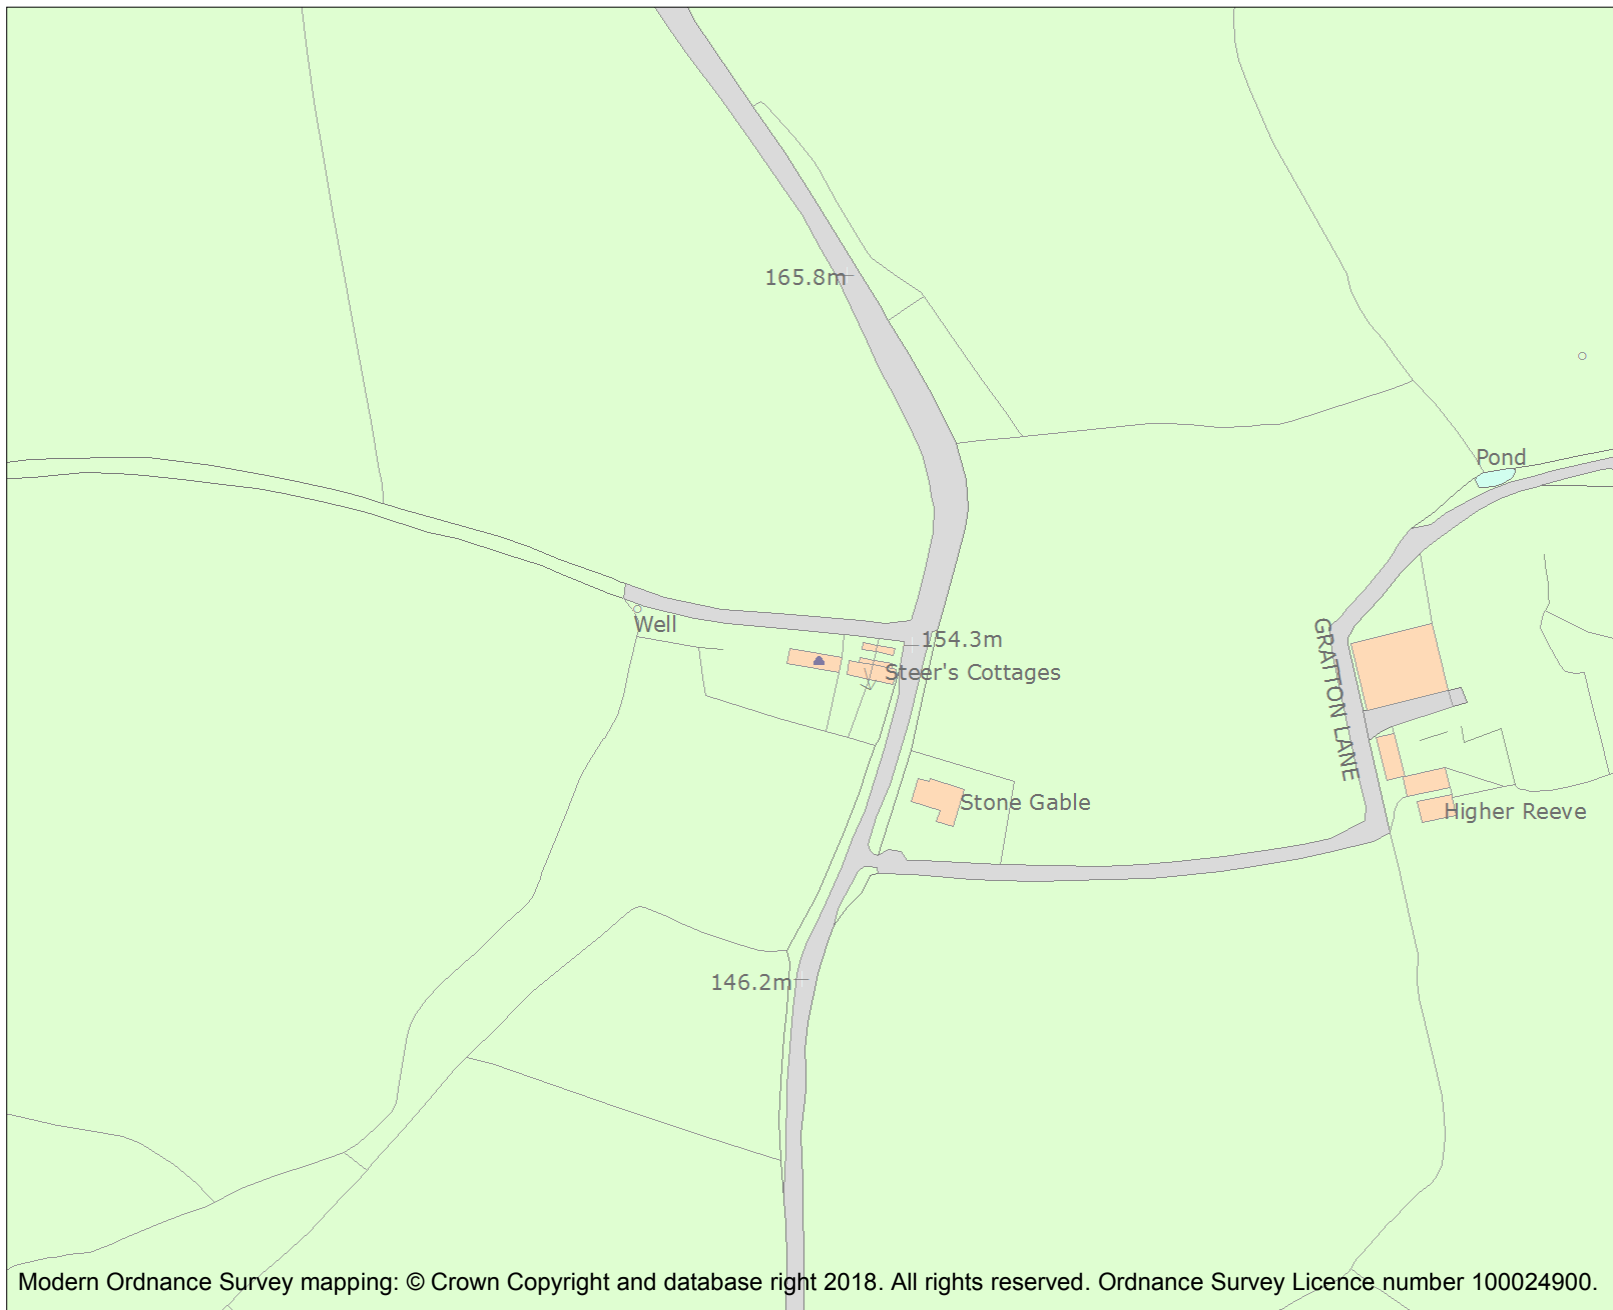 165.8m
Pond
Well
154.3m
Steer's Cottages
GRATTON LANE
Stone Gable
Higher Reeve
146.2m
Modern Ordnance Survey mapping: © Crown Copyright and database right 2018. All rights reserved. Ordnance Survey Licence number 100024900.